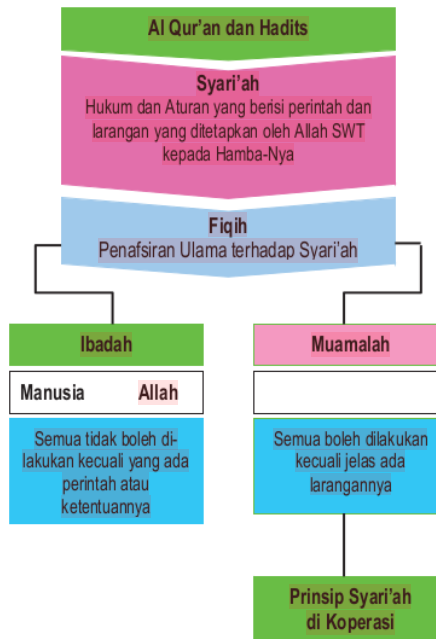 Al Qur'an dan Hadits
Syari'ah
Hukum dan Aturan yang berisi perintah dan
larangan yang ditetapkan oleh Allah SWT
kepada Hamba-Nya
Fiqih
Penafsiran Ulama terhadap Syari'ah
Ibadah
Manusia Allah
Semua tidak boleh di-
lakukan kecuali yang ada
perintah atau
ketentuannya
Muamalah
Semua boleh dilakukan
kecuali jelas ada
larangannya
Prinsip Syari'ah
di Koperasi